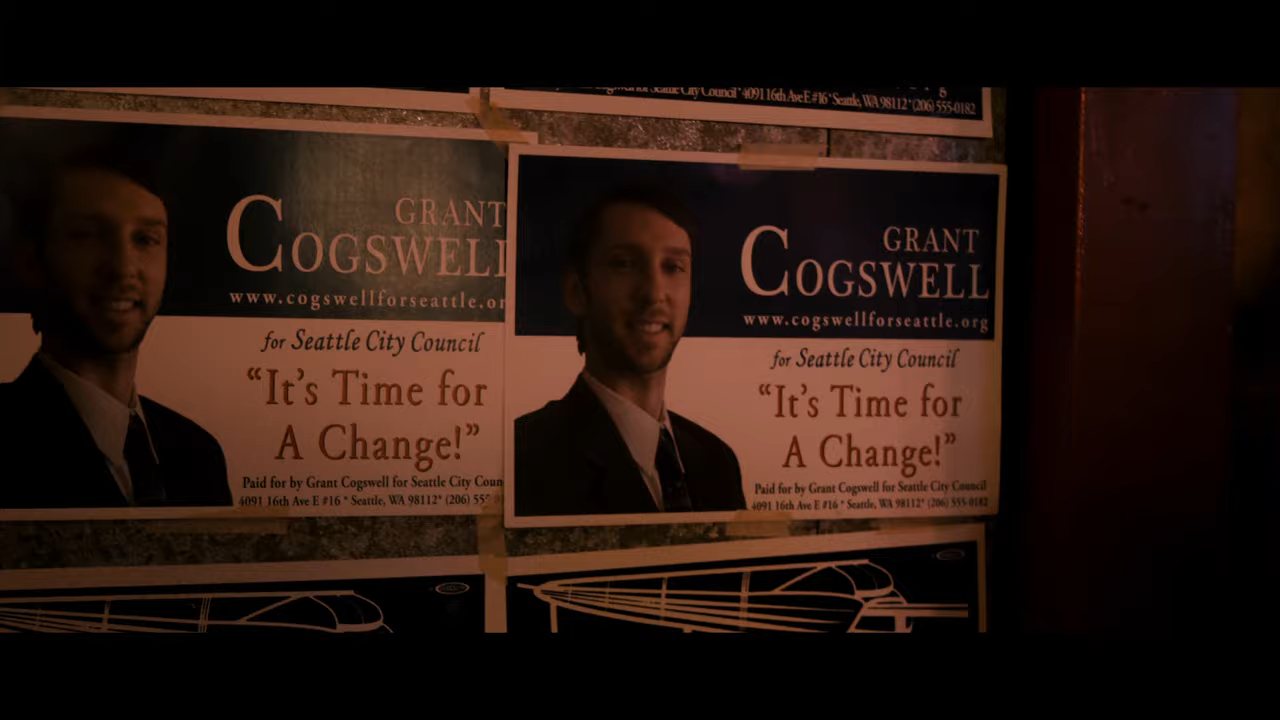 for Seattle City Council * 4091 16th Ave E #16 * Seattle, WA 98112 * (206) 555-0182
GRANT
COGSWELL
www.cogswellforseattle.or
for Seattle City Council
“It’s Time for
A Change!”
Paid for by Grant Cogswell for Seattle City Coun
4091 16th Ave E #16 * Seattle, WA 98112* (206) 555
GRANT
COGSWELL
www.cogswellforseattle.org
for Seattle City Council
“It’s Time for
A Change!”
Paid for by Grant Cogswell for Seattle City Council
4091 16th Ave E #16 * Seattle, WA 98112* (206) 555-0182